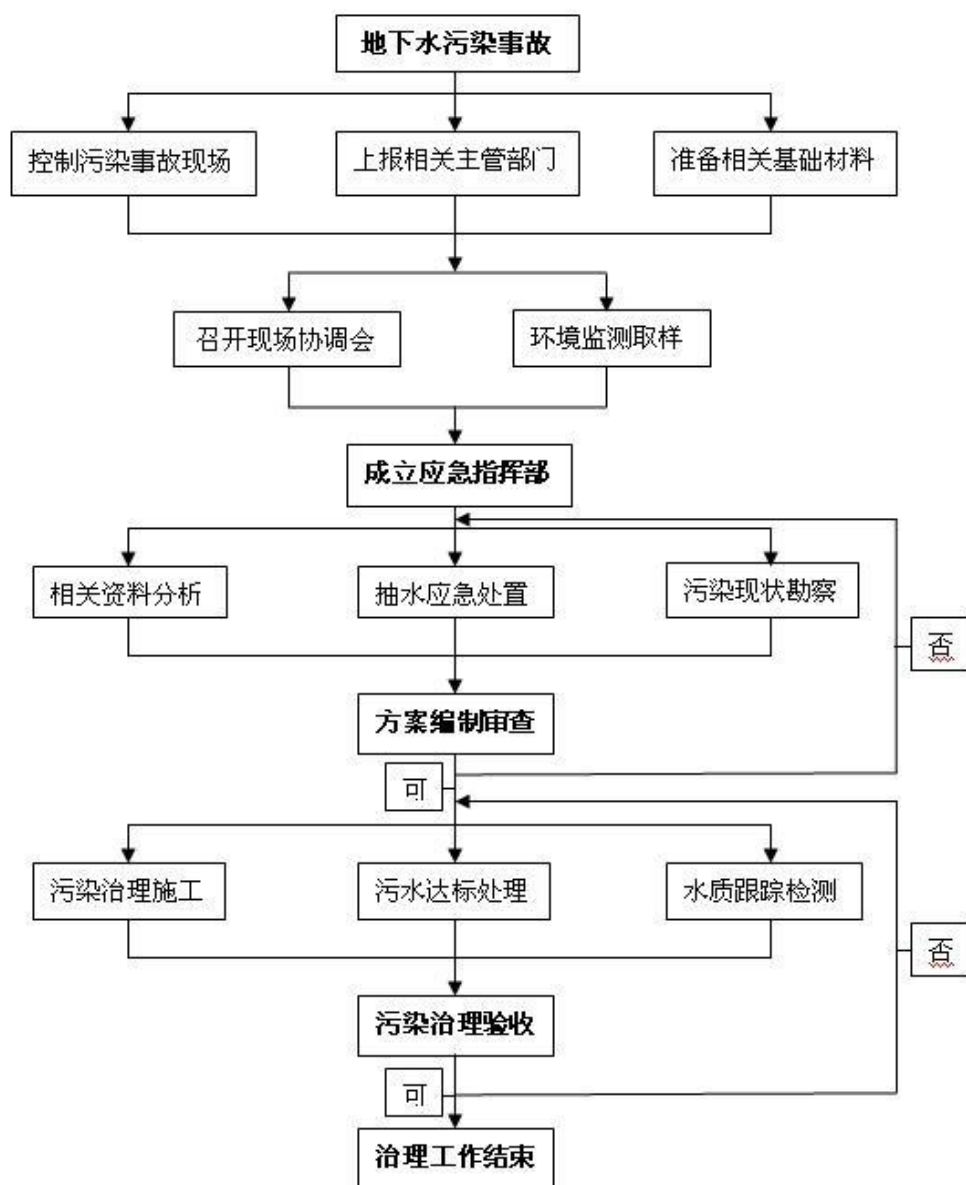 地下水污染事故
控制污染事故现场
上报相关主管部门
准备相关基础材料
召开现场协调会
环境监测取样
成立应急指挥部
相关资料分析
抽水应急处置
污染现状勘察
否
方案编制审查
可
污染治理施工
污水达标处理
水质跟踪检测
否
污染治理验收
可
治理工作结束